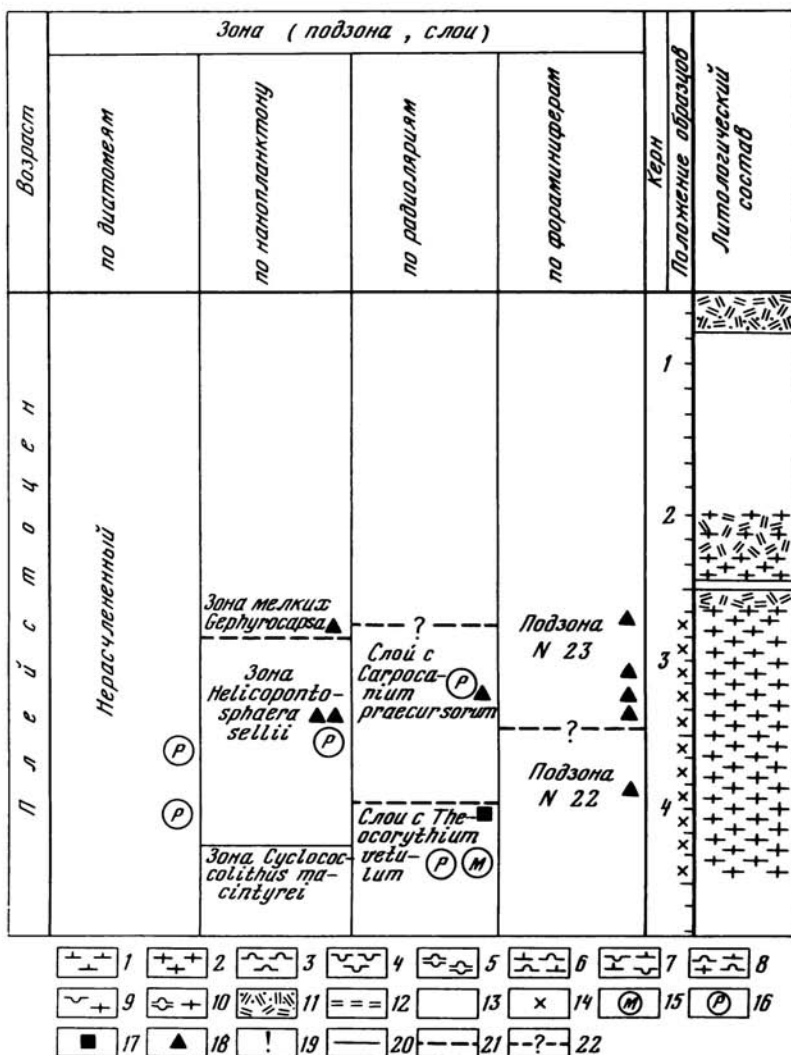 Зона (подзона, слои)
Возраст
по диатомеям
по нанопланктону
по радиоляриям
по фораминиферам
Керн
Положение образцов
Литологический
состав
Плейстоцен
Нерасчлененный
Зона мелких
Gephyrocapsa
Зона
Helicoponto-
sphaera
sellii
P
P
P
Зона Cyclococ-
colithus ma-
cintyrei
?
Слои с
Carpoca-
nium
praecursorum
P
Слои с The-
ocorythium
vetu-
lum
P M
Подзона
N 23
?
Подзона
N 22
1
2
3
4
1 2 3 4 5 6 7 8
9 10 11 12 13 14 M 15 P 16
17 18 ! 19 20 21 ? 22